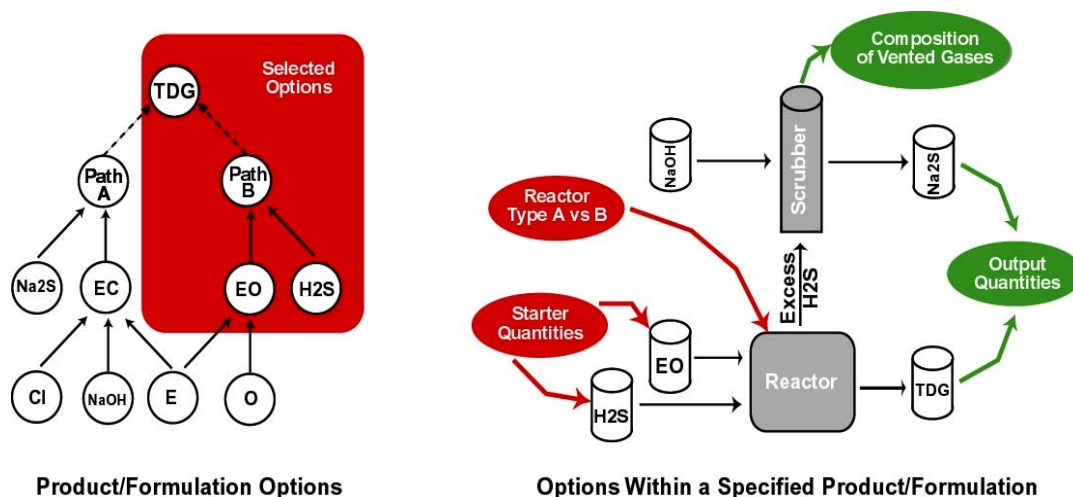 Selected
Options
TDG
Path
A
Path
B
Na2S
EC
EO
H2S
Cl
NaOH
E
O
Product/Formulation Options
Composition
of Vented Gases
NaOH
Scrubber
Na2S
Reactor
Type A vs B
Excess
H2S
Output
Quantities
Starter
Quantities
EO
Reactor
TDG
H2S
Options Within a Specified Product/Formulation